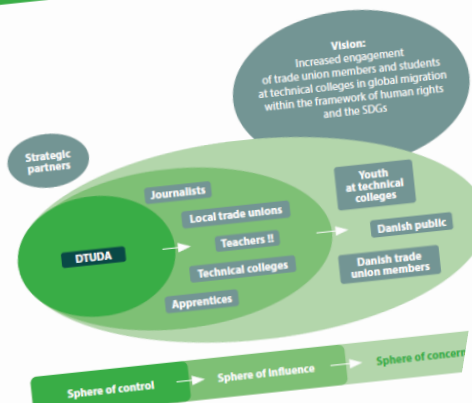 Vision:
Increased engagement
of trade union members and students
at technical colleges in global migration
within the framework of human rights
and the SDGs
Strategic
partners
DTUDA
Journalists
Local trade unions
Teachers !!
Technical colleges
Apprentices
Youth
at technical
colleges
Danish public
Danish trade
union members
Sphere of control
Sphere of Influence
Sphere of concern